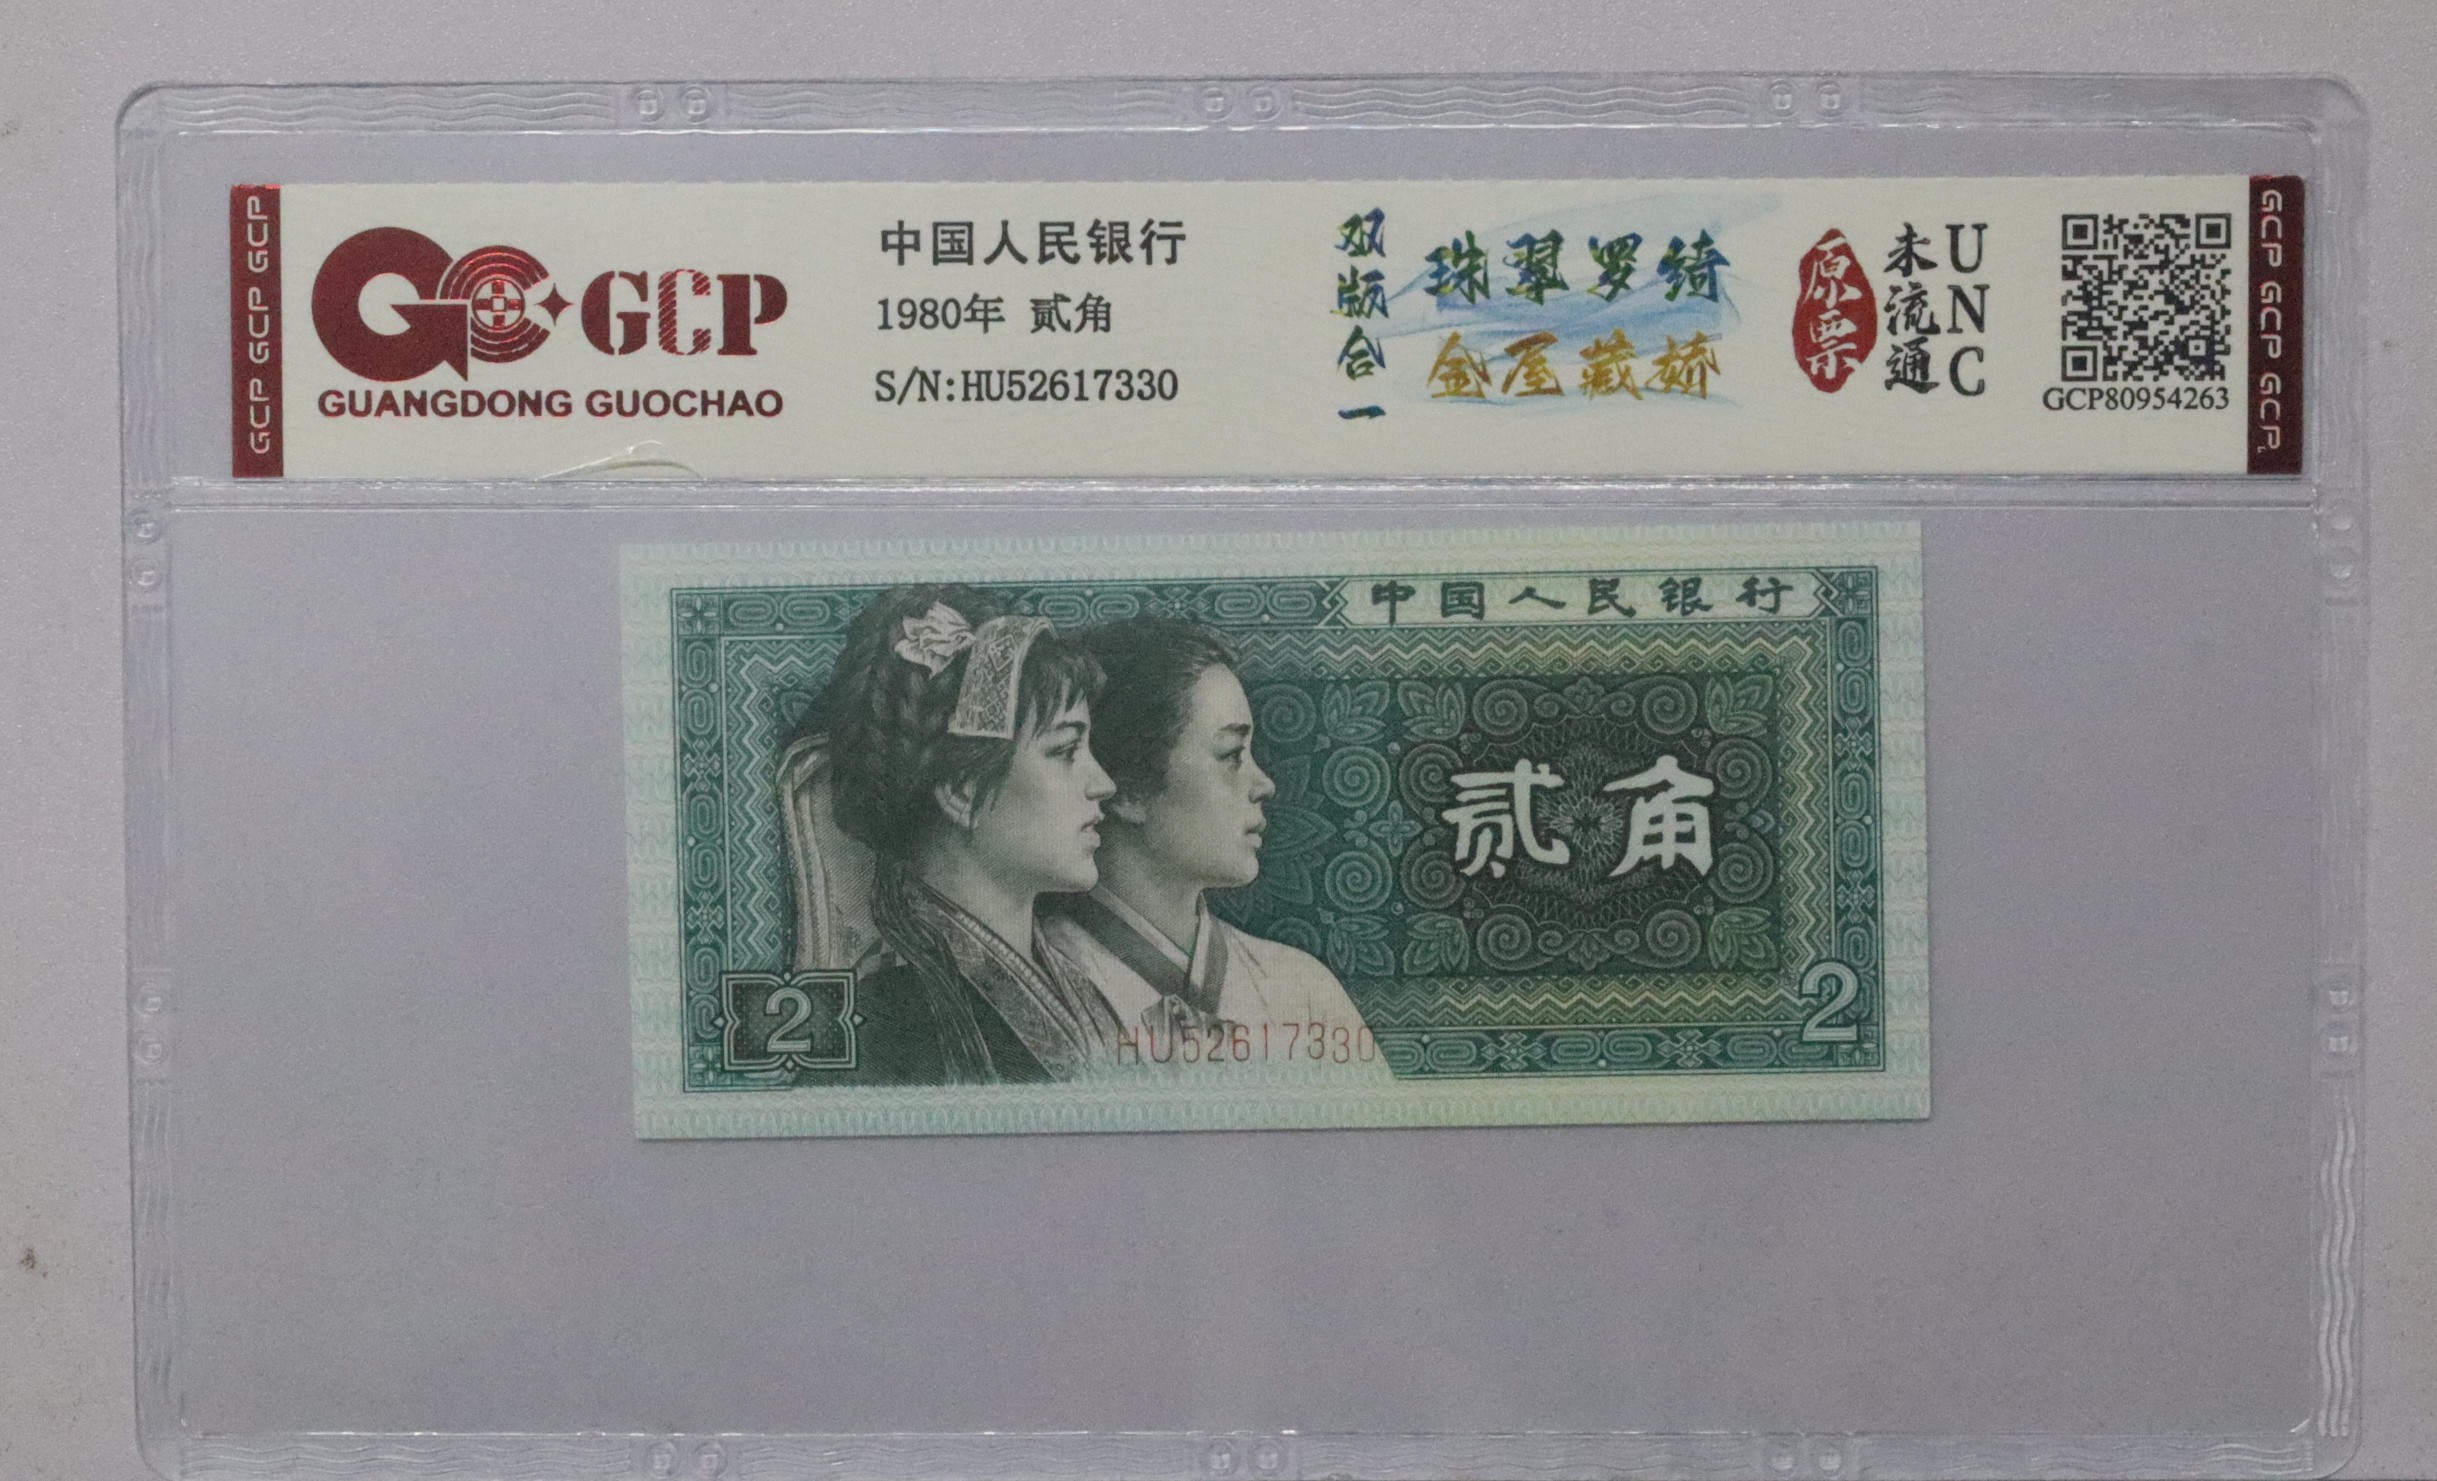 GCP GCP GCP
GCP
GUANGDONG GUOCHAO
中国人民银行
1980年 贰角
S/N:HU52617330
双版合一
珠翠罗绮
金屋藏娇
原票
未流通
UNC
GCP80954263
GCP GCP GCP
中国人民银行
贰角
2
2
HU52617330